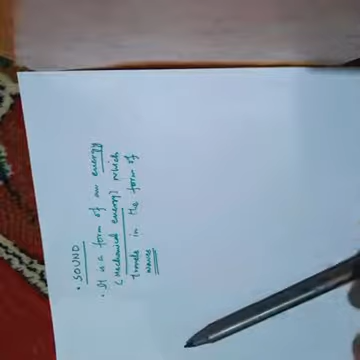 • SOUND
• It is a form of an energy
(Mechanical energy) which
travels in the form of
waves